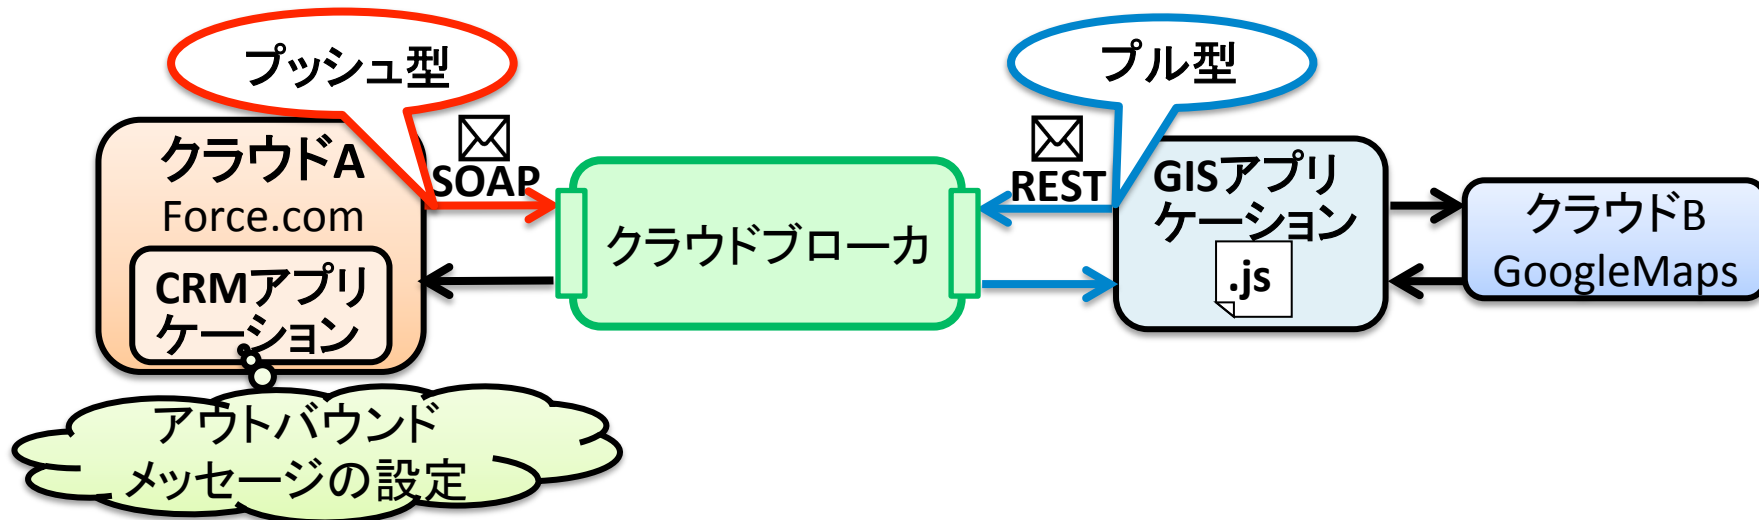 プッシュ型
プル型
クラウドA
Force.com
CRMアプリ
ケーション
SOAP
クラウドブローカ
REST
GISアプリ
ケーション
.js
クラウドB
GoogleMaps
アウトバウンド
メッセージの設定